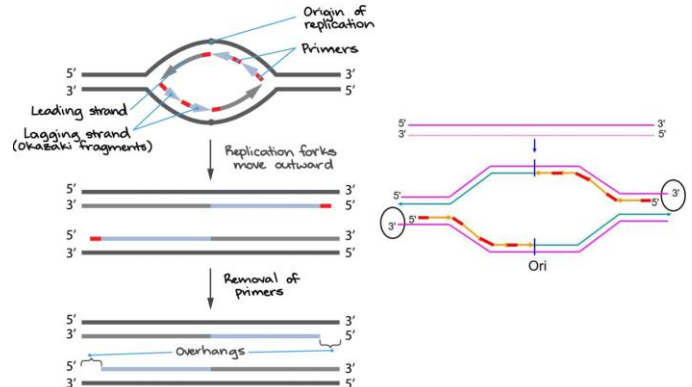 Origin of
replication
Primers
5' 3'
3' 5'
Leading strand
Lagging strand
(Okazaki fragments)
Replication forks
move outward
5' 3'
3' 5'
5' 3'
3' 5'
Removal of
primers
5' 3'
3' 5'
Overhangs
5' 3'
3' 5'
5' 3'
3' 5'
5' 3'
5'
5'
3'
Ori